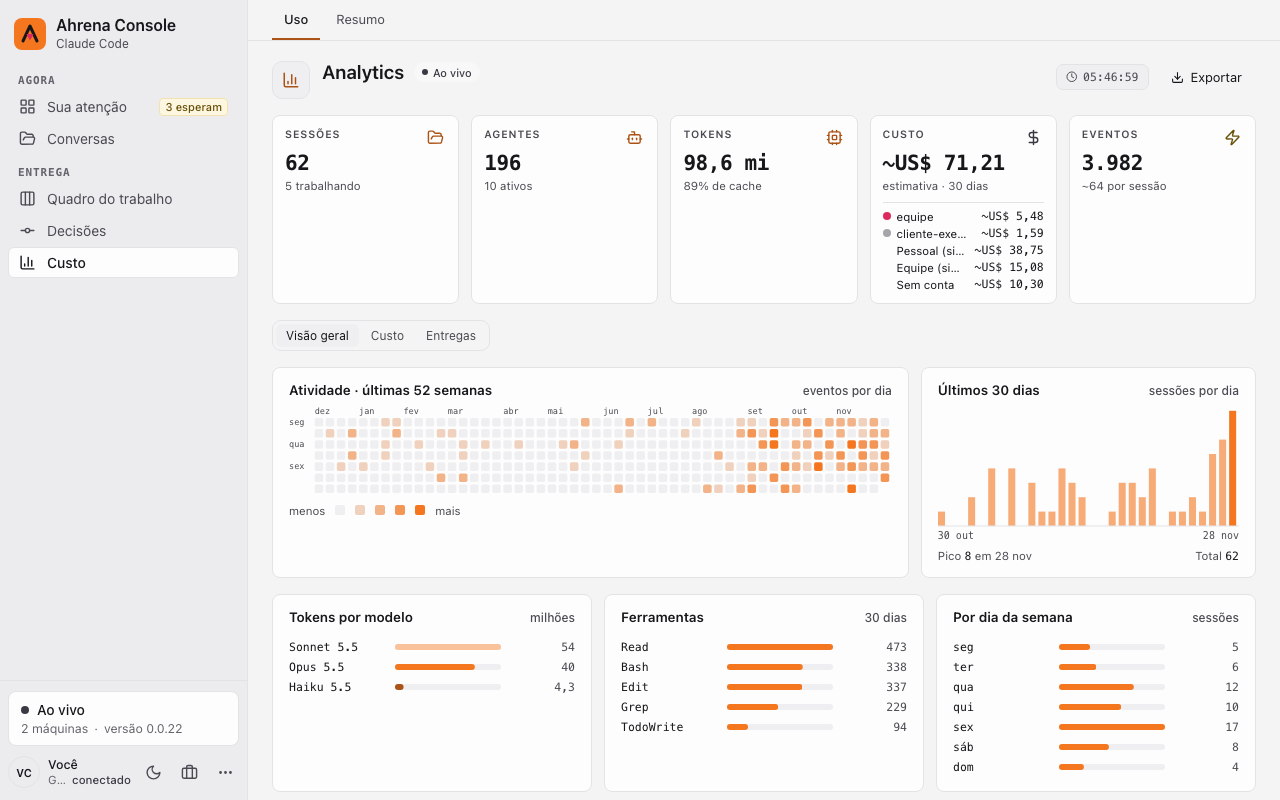 Ahrena Console
Claude Code
AGORA
Sua atenção 3 esperam
Conversas
ENTREGA
Quadro do trabalho
Decisões
Custo
Ao vivo
2 máquinas · versão 0.0.22
VC
Você
G... conectado
Uso Resumo
Analytics Ao vivo
05:46:59 Exportar
SESSÕES
62
5 trabalhando
AGENTES
196
10 ativos
TOKENS
98,6 mi
89% de cache
CUSTO
~US$ 71,21
estimativa · 30 dias
equipe ~US$ 5,48
cliente-exe... ~US$ 1,59
Pessoal (si... ~US$ 38,75
Equipe (si... ~US$ 15,08
Sem conta ~US$ 10,30
EVENTOS
3.982
~64 por sessão
Visão geral Custo Entregas
Atividade · últimas 52 semanas eventos por dia
dez jan fev mar abr mai jun jul ago set out nov
seg
qua
sex
menos mais
Últimos 30 dias sessões por dia
30 out 28 nov
Pico 8 em 28 nov Total 62
Tokens por modelo milhões
Sonnet 5.5 54
Opus 5.5 40
Haiku 5.5 4,3
Ferramentas 30 dias
Read 473
Bash 338
Edit 337
Grep 229
TodoWrite 94
Por dia da semana sessões
seg 5
ter 6
qua 12
qui 10
sex 17
sáb 8
dom 4